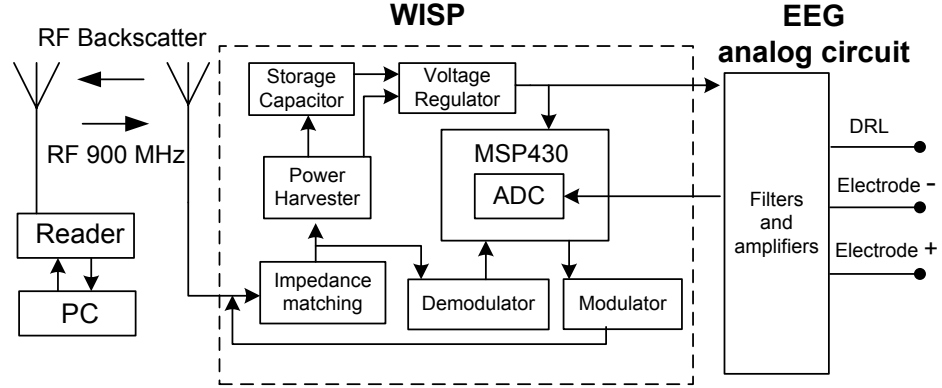 WISP
EEG
analog circuit
RF Backscatter
RF 900 MHz
Reader
PC
Storage
Capacitor
Voltage
Regulator
Power
Harvester
MSP430
ADC
Impedance
matching
Demodulator
Modulator
Filters
and
amplifiers
DRL
Electrode -
Electrode +